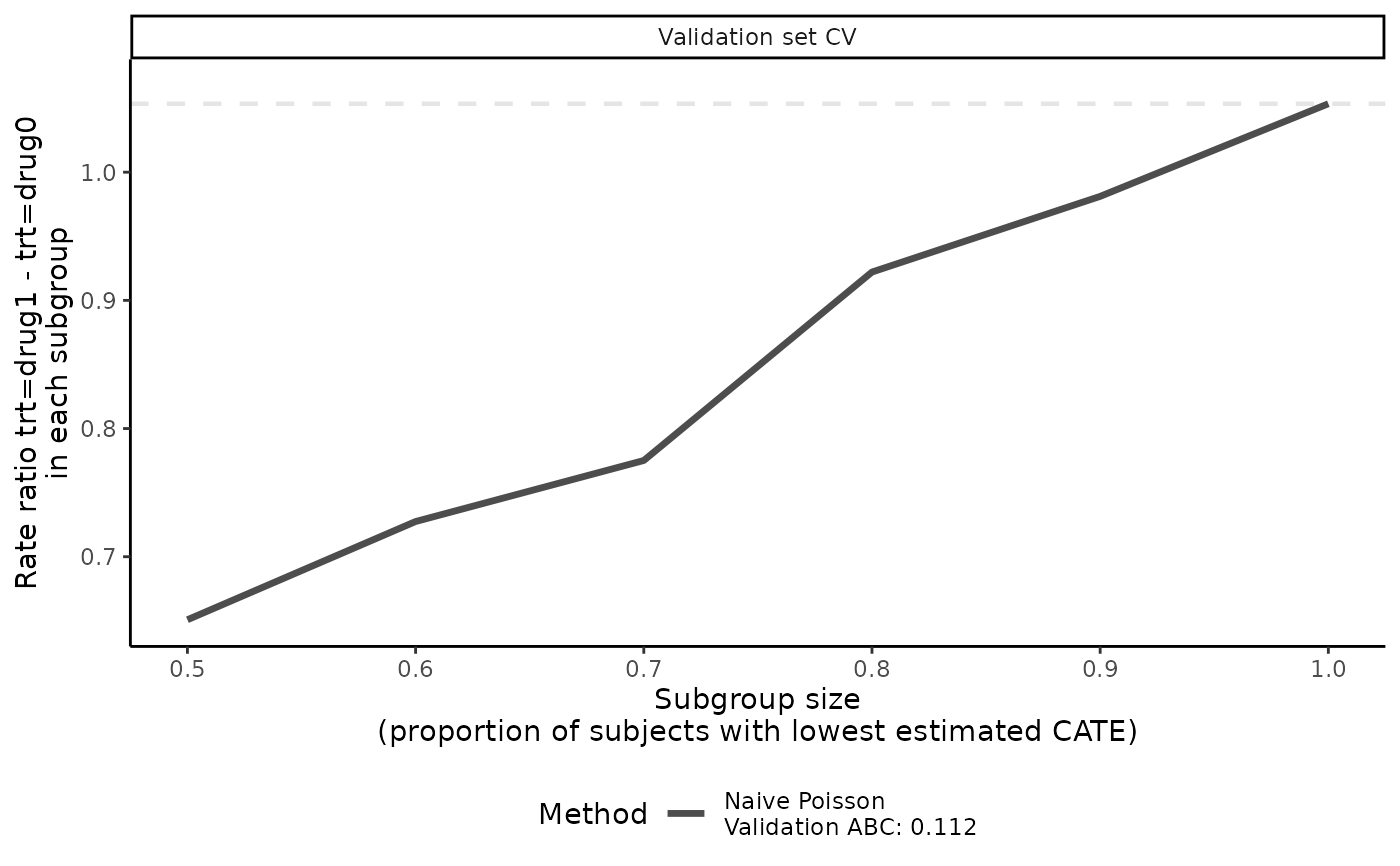 Validation set CV
Rate ratio trt=drug1 - trt=drug0
in each subgroup
1.0
0.9
0.8
0.7
0.5
0.6
0.7
0.8
0.9
1.0
Subgroup size
(proportion of subjects with lowest estimated CATE)
Method
Naive Poisson
Validation ABC: 0.112